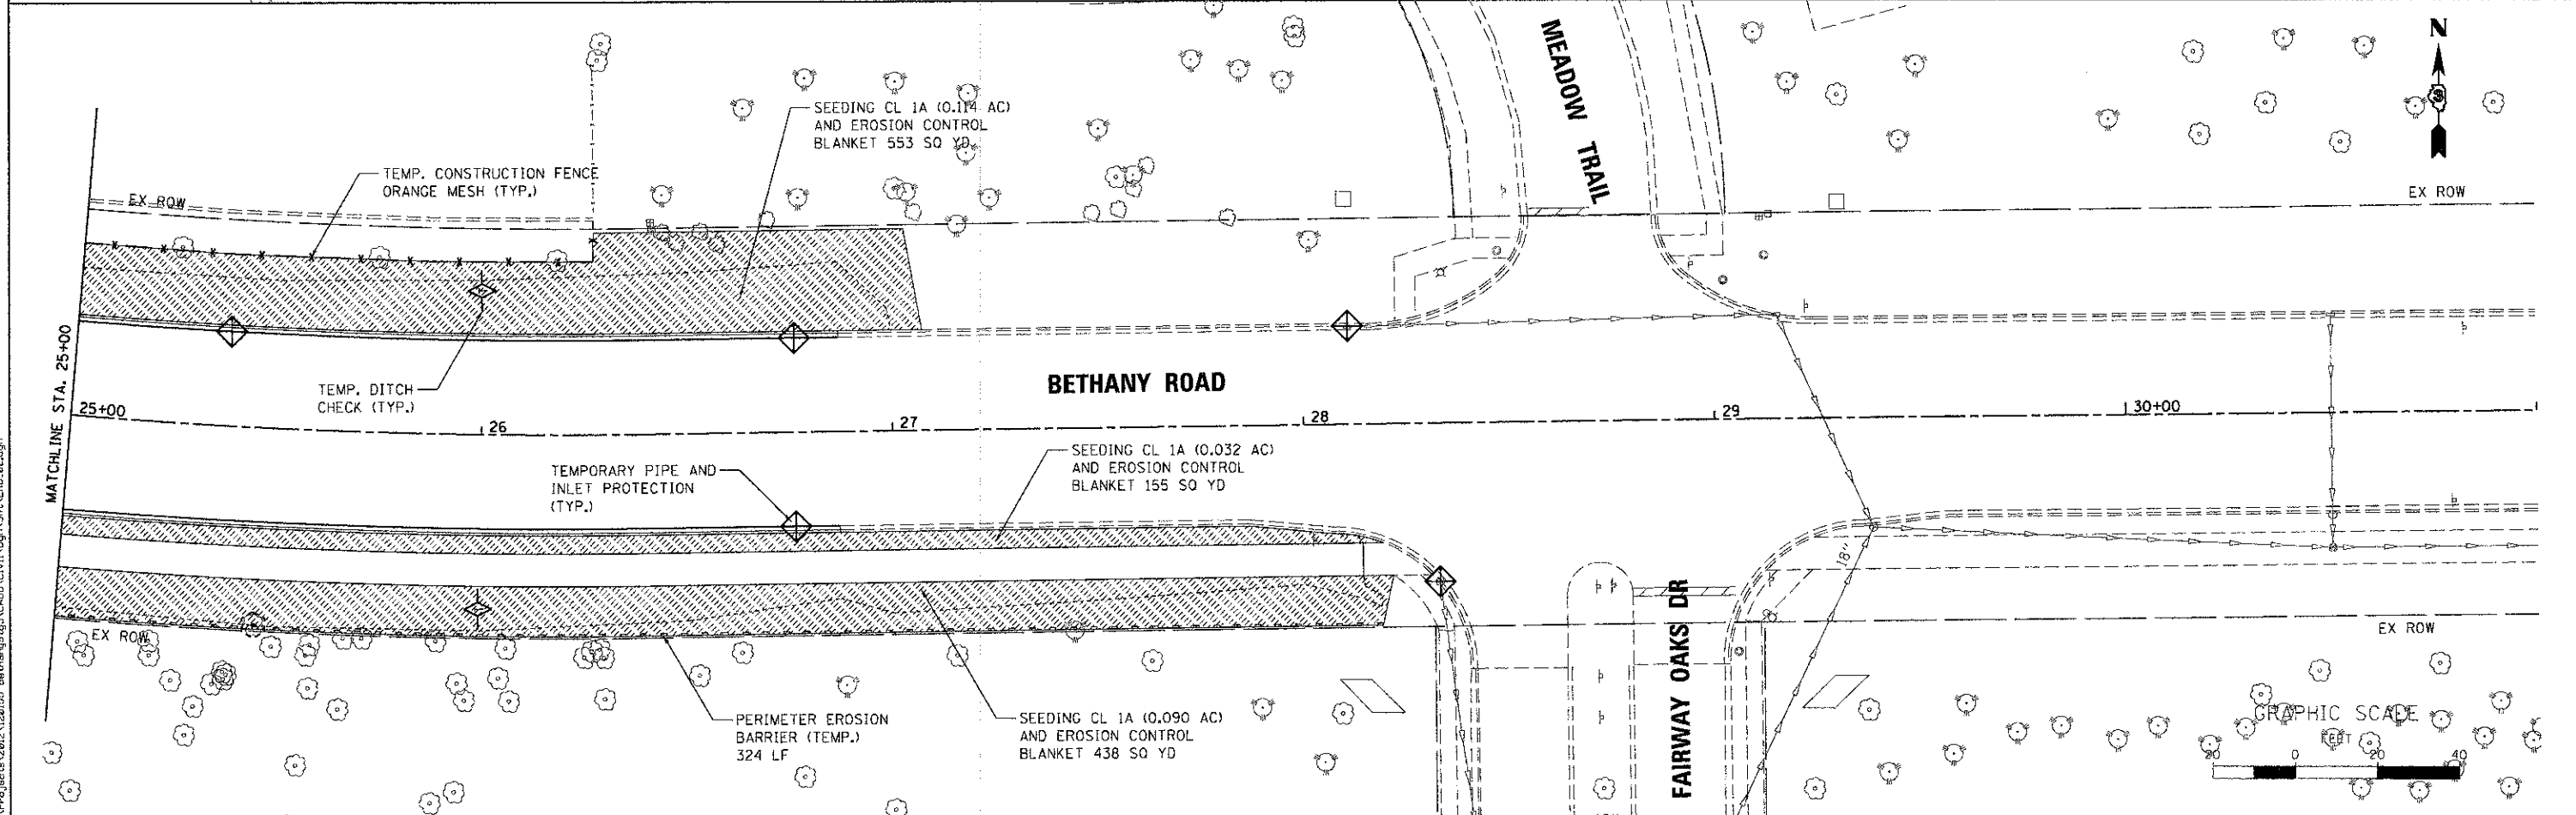 MEADOW TRAIL
N
SEEDING CL 1A (0.114 AC)
AND EROSION CONTROL
BLANKET 553 SQ YD
TEMP. CONSTRUCTION FENCE
ORANGE MESH (TYP.)
EX ROW
EX ROW
MATCHLINE STA. 25+00
TEMP. DITCH
CHECK (TYP.)
BETHANY ROAD
25+00
26
27
28
29
30+00
TEMPORARY PIPE AND
INLET PROTECTION
(TYP.)
SEEDING CL 1A (0.032 AC)
AND EROSION CONTROL
BLANKET 155 SQ YD
18"
EX ROW
EX ROW
FAIRWAY OAKS DR
PERIMETER EROSION
BARRIER (TEMP.)
324 LF
SEEDING CL 1A (0.090 AC)
AND EROSION CONTROL
BLANKET 438 SQ YD
GRAPHIC SCALE
FEET
20 0 20 40